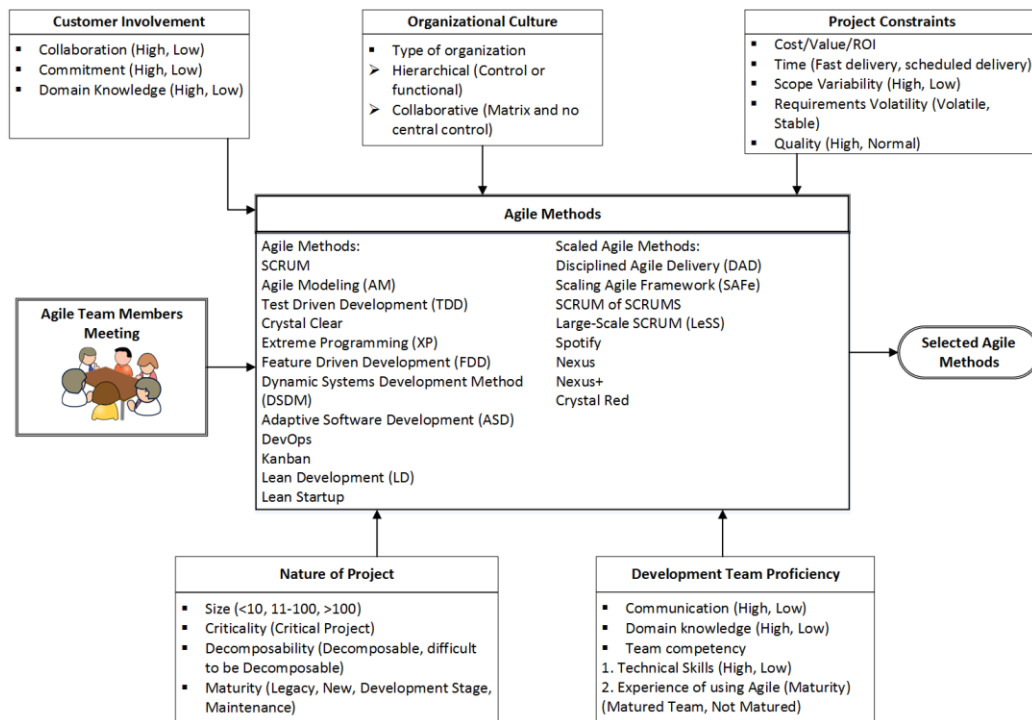 Customer Involvement
▪ Collaboration (High, Low)
▪ Commitment (High, Low)
▪ Domain Knowledge (High, Low)
Organizational Culture
▪ Type of organization
➢ Hierarchical (Control or
functional)
➢ Collaborative (Matrix and no
central control)
Project Constraints
▪ Cost/Value/ROI
▪ Time (Fast delivery, scheduled delivery)
▪ Scope Variability (High, Low)
▪ Requirements Volatility (Volatile,
Stable)
▪ Quality (High, Normal)
Agile Team Members
Meeting
Agile Methods
Agile Methods:
SCRUM
Agile Modeling (AM)
Test Driven Development (TDD)
Crystal Clear
Extreme Programming (XP)
Feature Driven Development (FDD)
Dynamic Systems Development Method
(DSDM)
Adaptive Software Development (ASD)
DevOps
Kanban
Lean Development (LD)
Lean Startup
Scaled Agile Methods:
Disciplined Agile Delivery (DAD)
Scaling Agile Framework (SAFe)
SCRUM of SCRUMS
Large-Scale SCRUM (LeSS)
Spotify
Nexus
Nexus+
Crystal Red
Selected Agile
Methods
Nature of Project
▪ Size (<10, 11-100, >100)
▪ Criticality (Critical Project)
▪ Decomposability (Decomposable, difficult
to be Decomposable)
▪ Maturity (Legacy, New, Development Stage,
Maintenance)
Development Team Proficiency
▪ Communication (High, Low)
▪ Domain knowledge (High, Low)
▪ Team competency
1. Technical Skills (High, Low)
2. Experience of using Agile (Maturity)
(Matured Team, Not Matured)